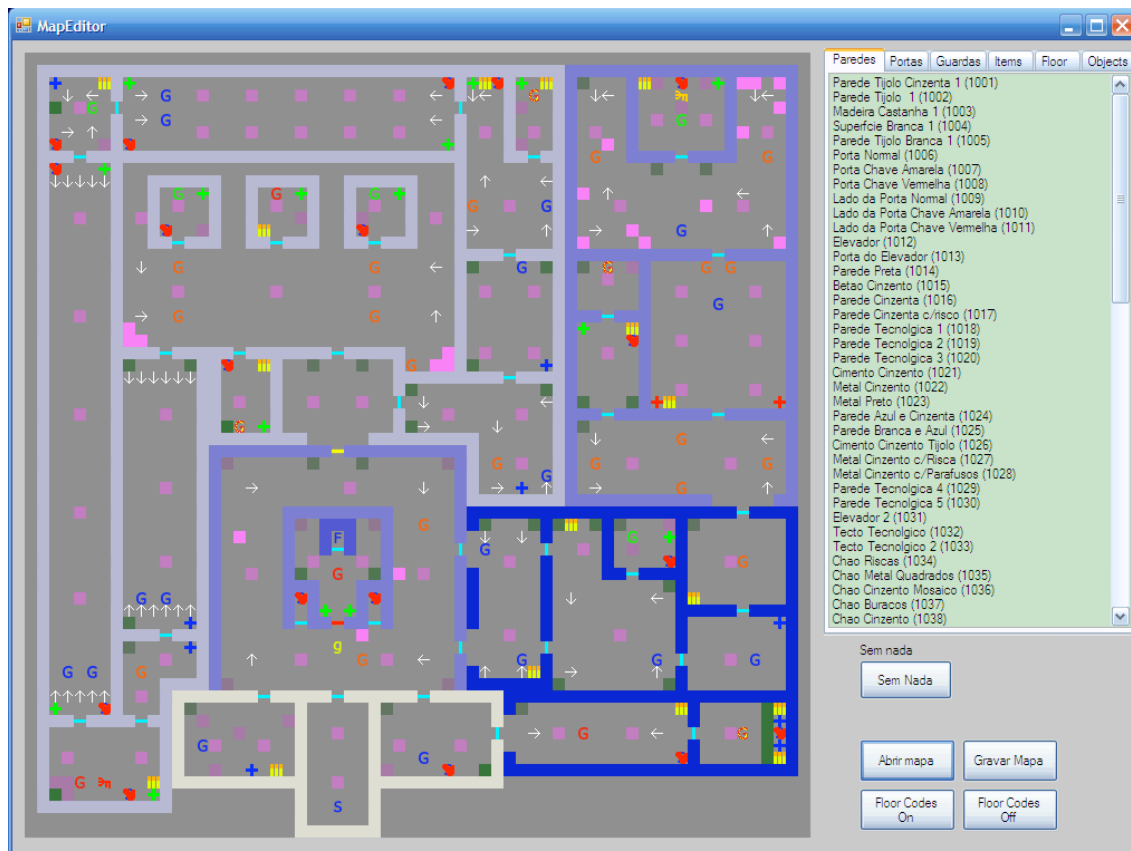 MapEditor
Paredes Portas Guardas Items Floor Objects
Parede Tijolo Cinzenta 1 (1001)
Parede Tijolo 1 (1002)
Madeira Castanha 1 (1003)
Superfcie Branca 1 (1004)
Parede Tijolo Branca 1 (1005)
Porta Normal (1006)
Porta Chave Amarela (1007)
Porta Chave Vermelha (1008)
Lado da Porta Normal (1009)
Lado da Porta Chave Amarela (1010)
Lado da Porta Chave Vermelha (1011)
Elevador (1012)
Porta do Elevador (1013)
Parede Preta (1014)
Betao Cinzento (1015)
Parede Cinzenta (1016)
Parede Cinzenta c/risco (1017)
Parede Tecnolgica 1 (1018)
Parede Tecnolgica 2 (1019)
Parede Tecnolgica 3 (1020)
Cimento Cinzento (1021)
Metal Cinzento (1022)
Metal Preto (1023)
Parede Azul e Cinzenta (1024)
Parede Branca e Azul (1025)
Cimento Cinzento Tijolo (1026)
Metal Cinzento c/Risca (1027)
Metal Cinzento c/Parafusos (1028)
Parede Tecnolgica 4 (1029)
Parede Tecnolgica 5 (1030)
Elevador 2 (1031)
Tecto Tecnolgico (1032)
Tecto Tecnolgico 2 (1033)
Chao Riscas (1034)
Chao Metal Quadrados (1035)
Chao Cinzento Mosaico (1036)
Chao Buracos (1037)
Chao Cinzento (1038)
Sem nada
Sem Nada
Abrir mapa Gravar Mapa
Floor Codes Floor Codes
On Off
G
G
G G
G G
G G G
G G
G
G G G G G
G
G G
G
G
G G G
G
G
G
F G
G
G
G
G G
g
G G G G
G G G
G
G
G
G
S